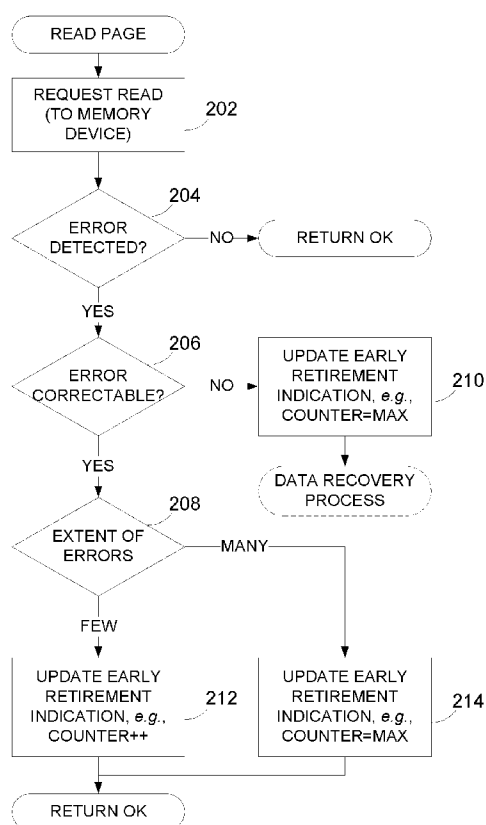 READ PAGE
REQUEST READ
(TO MEMORY
DEVICE)
202
204
ERROR
DETECTED?
NO
RETURN OK
YES
206
ERROR
CORRECTABLE?
NO
UPDATE EARLY
RETIREMENT
INDICATION, e.g.,
COUNTER=MAX
210
DATA RECOVERY
PROCESS
YES
208
EXTENT OF
ERRORS
MANY
FEW
UPDATE EARLY
RETIREMENT
INDICATION, e.g.,
COUNTER++
212
UPDATE EARLY
RETIREMENT
INDICATION, e.g.,
COUNTER=MAX
214
RETURN OK